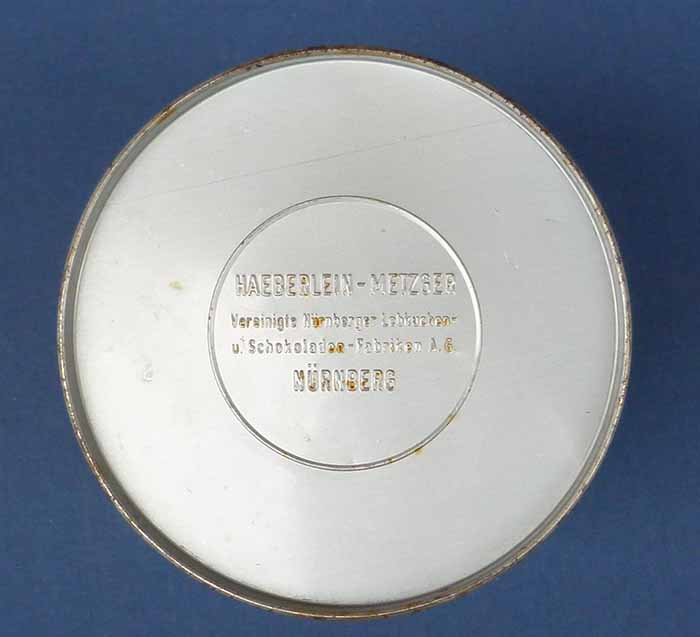 HAEBERLEIN-METZGER
Vereinigte Nürnberger Lebkuchen-
u. Schokoladen-Fabriken A.G.
NÜRNBERG